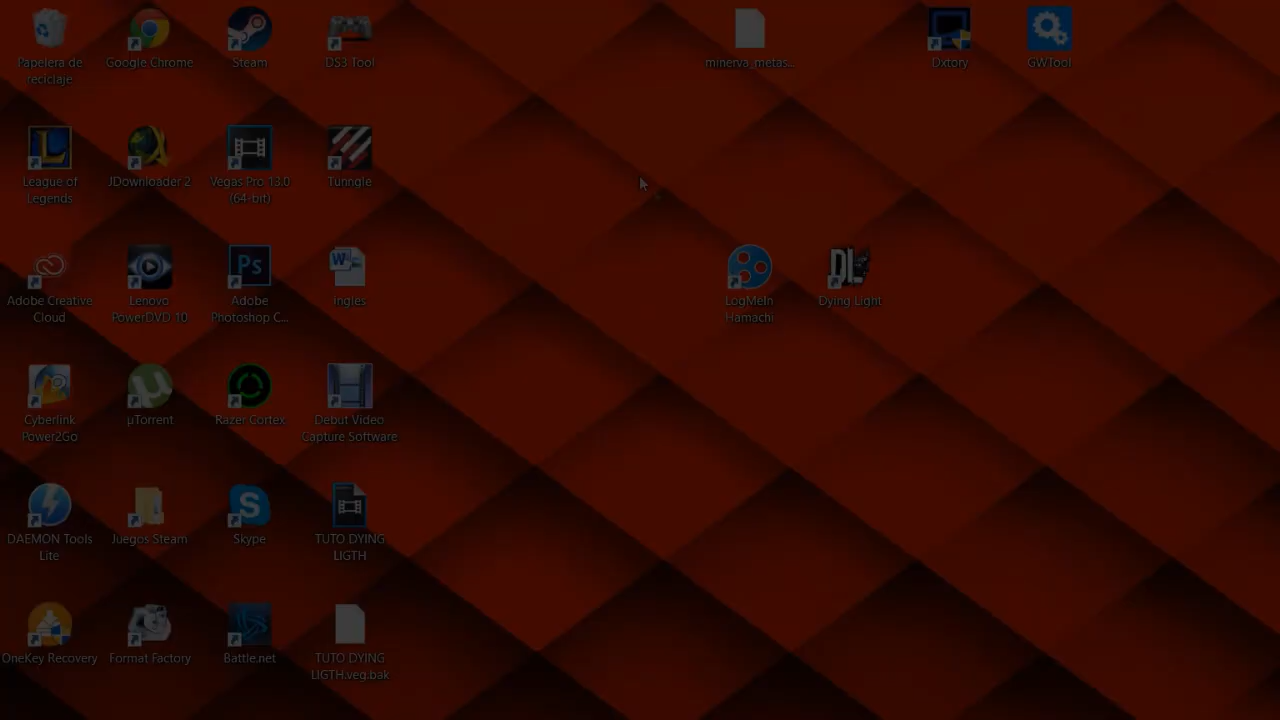 Papelera de
reciclaje
Google Chrome
Steam
DS3 Tool
minerva_metas...
Dxtory
GWTool
League of
Legends
JDownloader 2
Vegas Pro 13.0
(64-bit)
Tunngle
Adobe Creative
Cloud
Lenovo
PowerDVD 10
Ps
Adobe
Photoshop C...
W
ingles
LogMeIn
Hamachi
DL
Dying Light
Cyberlink
Power2Go
µTorrent
Razer Cortex
Debut Video
Capture Software
DAEMON Tools
Lite
Juegos Steam
Skype
TUTO DYING
LIGTH
OneKey Recovery
Format Factory
Battle.net
TUTO DYING
LIGTH.veg.bak